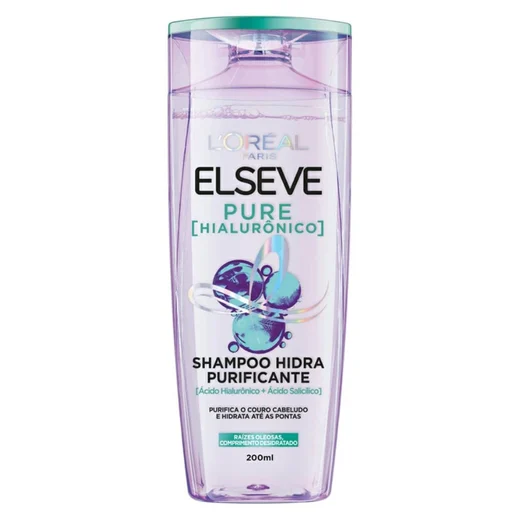 L'ORÉAL
PARIS
ELSEVE
PURE
[HIALURÔNICO]
SHAMPOO HIDRA
PURIFICANTE
[Ácido Hialurônico + Ácido Salicílico]
PURIFICA O COURO CABELUDO
E HIDRATA ATÉ AS PONTAS
RAÍZES OLEOSAS,
COMPRIMENTO DESIDRATADO
200ml